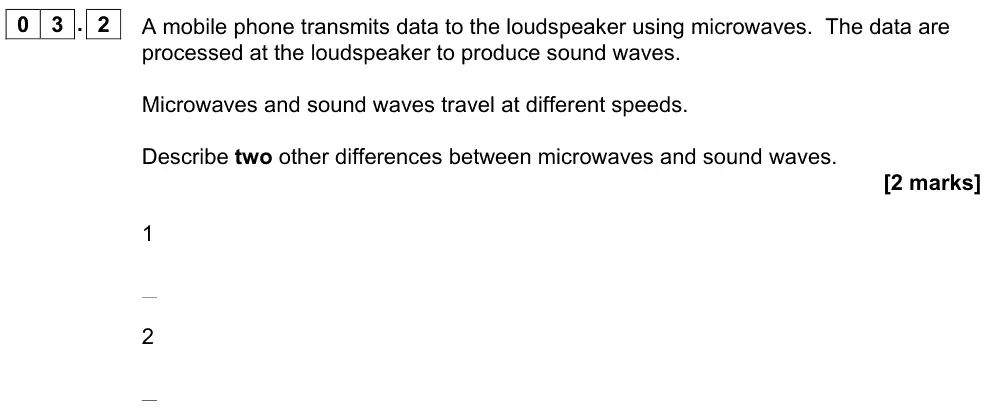 03.2 A mobile phone transmits data to the loudspeaker using microwaves. The data are
processed at the loudspeaker to produce sound waves.
Microwaves and sound waves travel at different speeds.
Describe two other differences between microwaves and sound waves.
[2 marks]
1
2